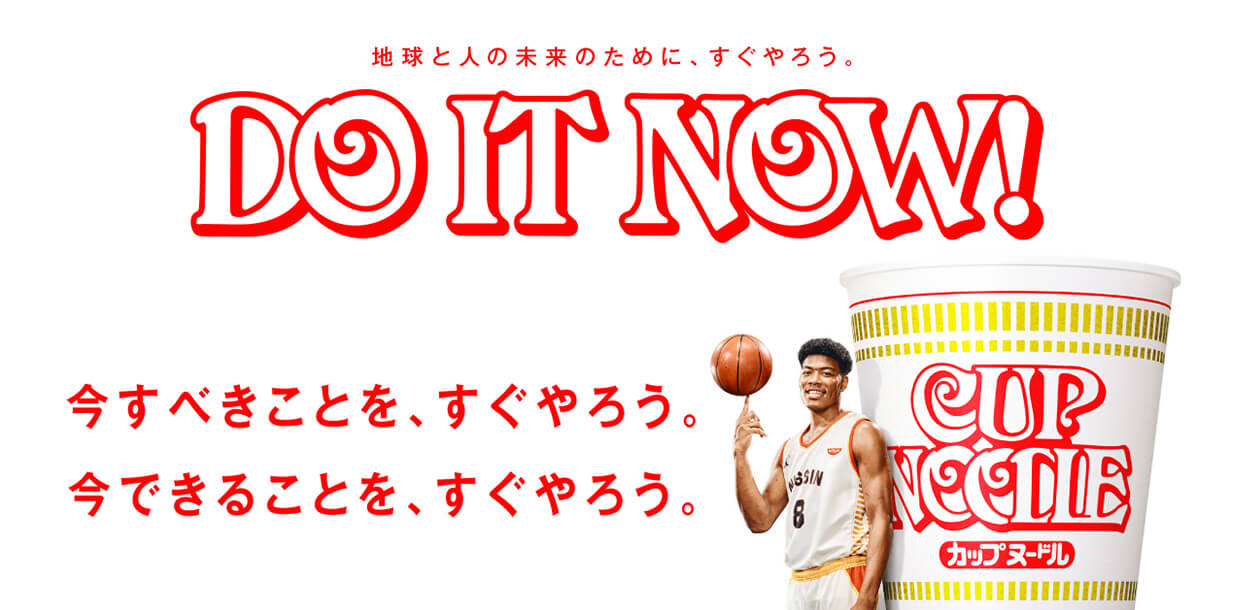 地球と人の未来のために、すぐやろう。
DO IT NOW!
今すべきことを、すぐやろう。
今できることを、すぐやろう。
NISSIN
8
CUP
NOODLE
カップヌードル